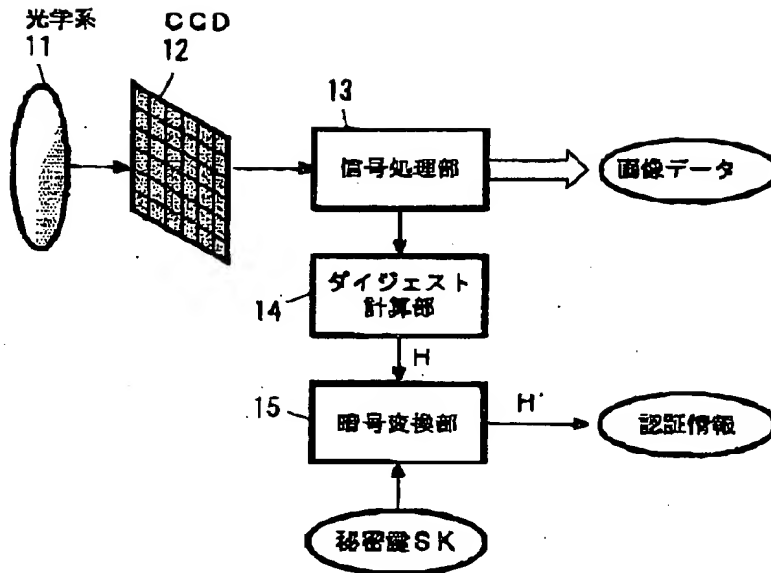 光学系
11
CCD
12
13
信号処理部
画像データ
14
ダイジェスト
計算部
H
15
暗号変換部
H'
認証情報
秘密鍵SK